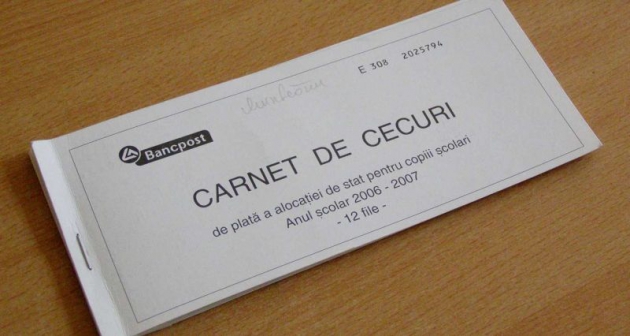 E 308 2025794
Bancpost
CARNET DE CECURI
de plată a alocației de stat pentru copiii școlari
Anul școlar 2006 - 2007
- 12 file -